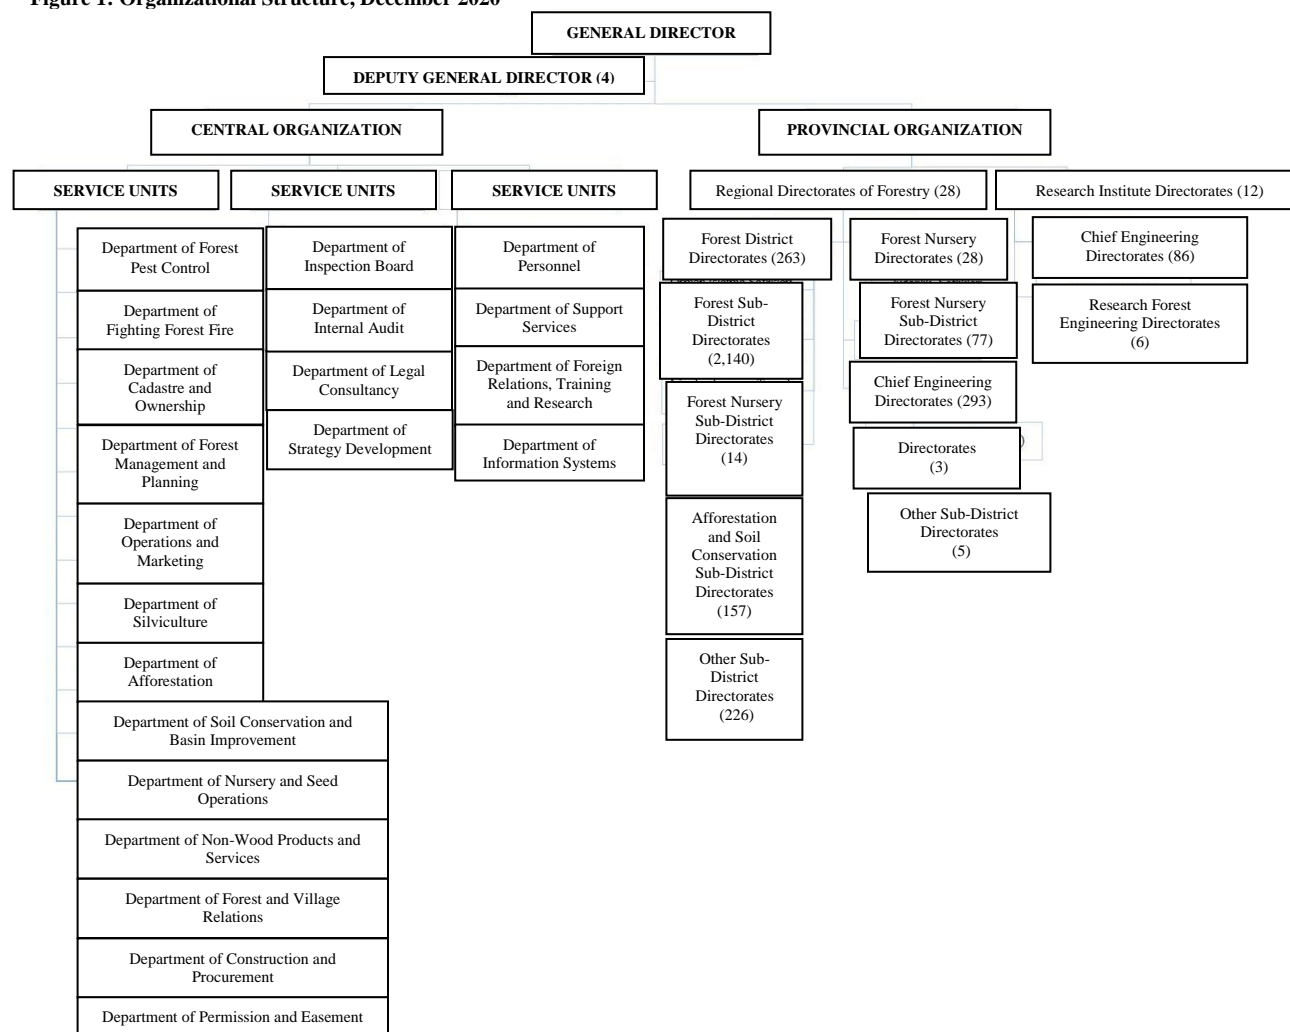 Figure 1: Organizational Structure, December 2020
GENERAL DIRECTOR
DEPUTY GENERAL DIRECTOR (4)
CENTRAL ORGANIZATION
PROVINCIAL ORGANIZATION
SERVICE UNITS
SERVICE UNITS
SERVICE UNITS
Regional Directorates of Forestry (28)
Research Institute Directorates (12)
Department of Forest
Pest Control
Department of
Fighting Forest Fire
Department of
Cadastre and
Ownership
Department of Forest
Management and
Planning
Department of
Operations and
Marketing
Department of
Silviculture
Department of
Afforestation
Department of Soil Conservation and
Basin Improvement
Department of Nursery and Seed
Operations
Department of Non-Wood Products and
Services
Department of Forest and Village
Relations
Department of Construction and
Procurement
Department of Permission and Easement
Department of
Inspection Board
Department of
Internal Audit
Department of Legal
Consultancy
Department of
Strategy Development
Department of
Personnel
Department of Support
Services
Department of Foreign
Relations, Training
and Research
Department of
Information Systems
Forest District
Directorates (263)
Forest Sub-
District
Directorates
(2,140)
Forest Nursery
Sub-District
Directorates
(14)
Afforestation
and Soil
Conservation
Sub-District
Directorates
(157)
Other Sub-
District
Directorates
(226)
Forest Nursery
Directorates (28)
Forest Nursery
Sub-District
Directorates (77)
Chief Engineering
Directorates (293)
Directorates
(3)
Other Sub-District
Directorates
(5)
Chief Engineering
Directorates (86)
Research Forest
Engineering Directorates
(6)